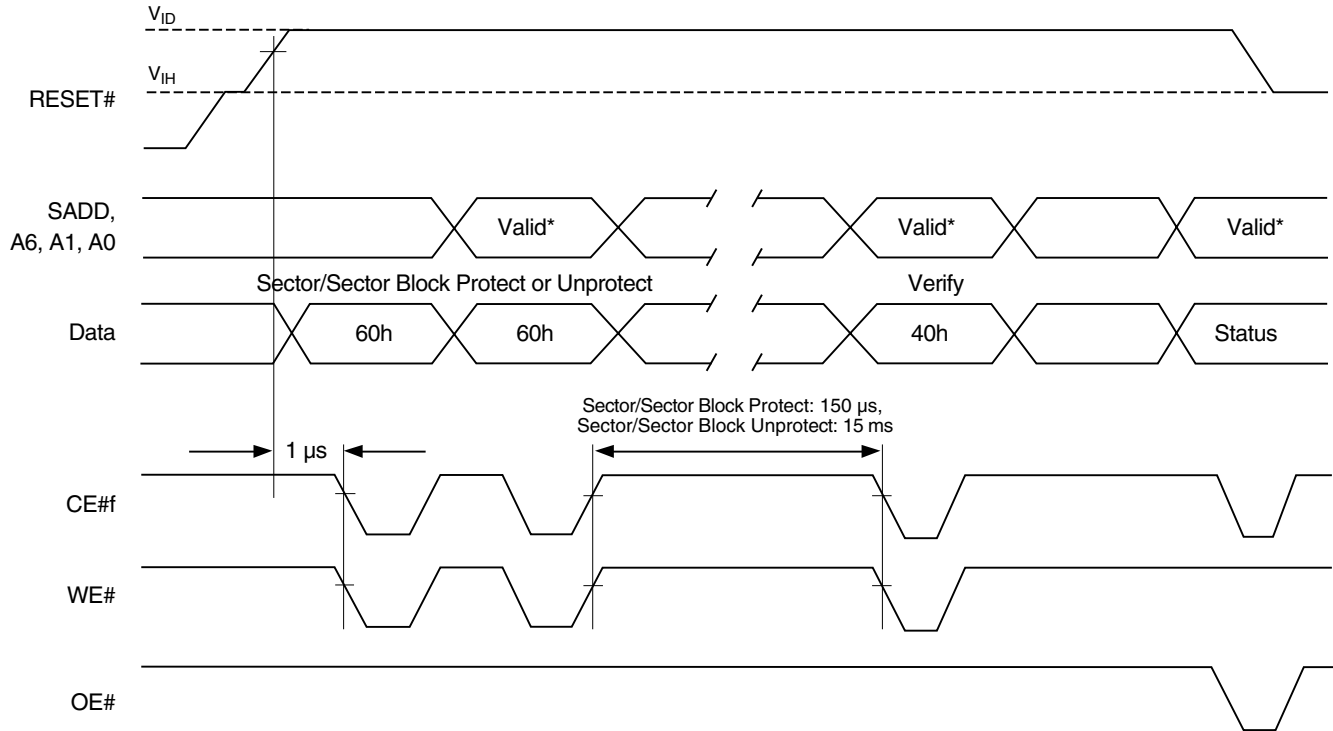 VID
VIH
RESET#
SADD,
A6, A1, A0
Valid*
Valid*
Valid*
Sector/Sector Block Protect or Unprotect
Verify
Data
60h
60h
40h
Status
Sector/Sector Block Protect: 150 µs,
Sector/Sector Block Unprotect: 15 ms
1 µs
CE#f
WE#
OE#